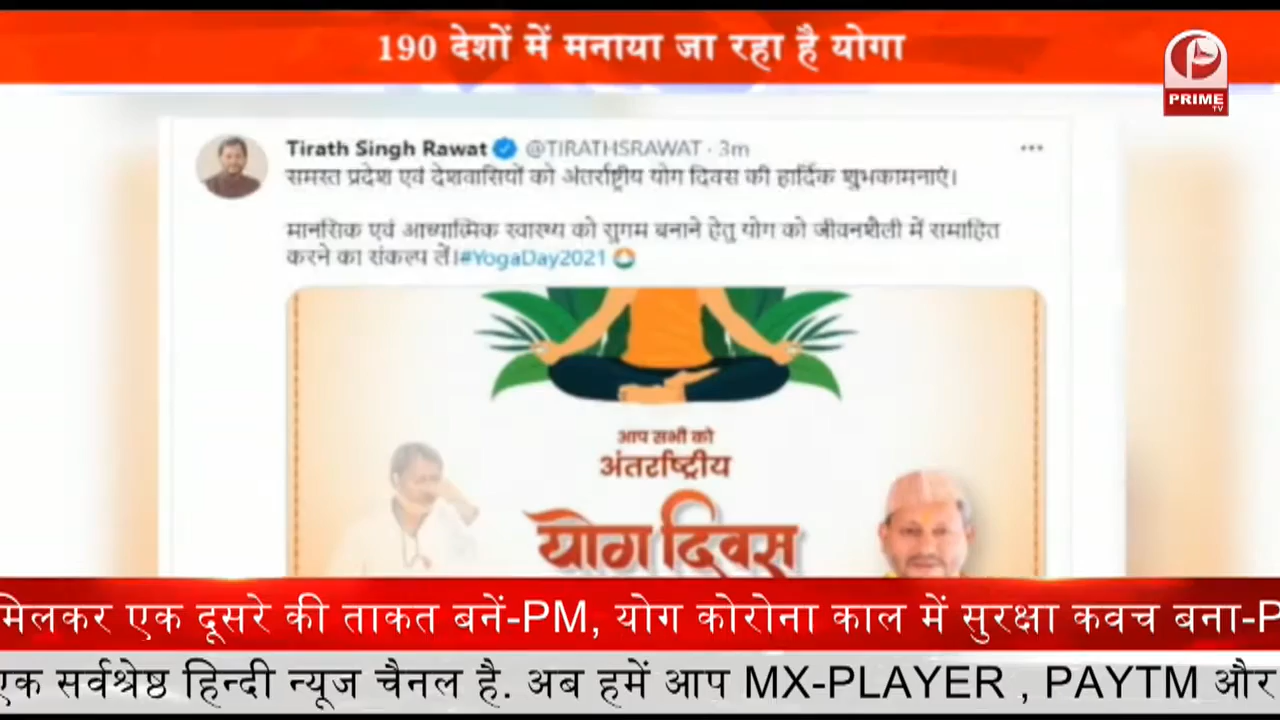 190 देशों में मनाया जा रहा है योगा
PRIME
TV
Tirath Singh Rawat @TIRATHSRAWAT · 3m
समस्त प्रदेश एवं देशवासियों को अंतर्राष्ट्रीय योग दिवस की हार्दिक शुभकामनाएं।
मानसिक एवं आध्यात्मिक स्वास्थ्य को सुगम बनाने हेतु योग को जीवनशैली में समाहित
करने का संकल्प लें।#YogaDay2021
आप सभी को
अंतर्राष्ट्रीय
योग दिवस
मिलकर एक दूसरे की ताकत बनें-PM, योग कोरोना काल में सुरक्षा कवच बना-P
एक सर्वश्रेष्ठ हिन्दी न्यूज चैनल है. अब हमें आप MX-PLAYER , PAYTM और